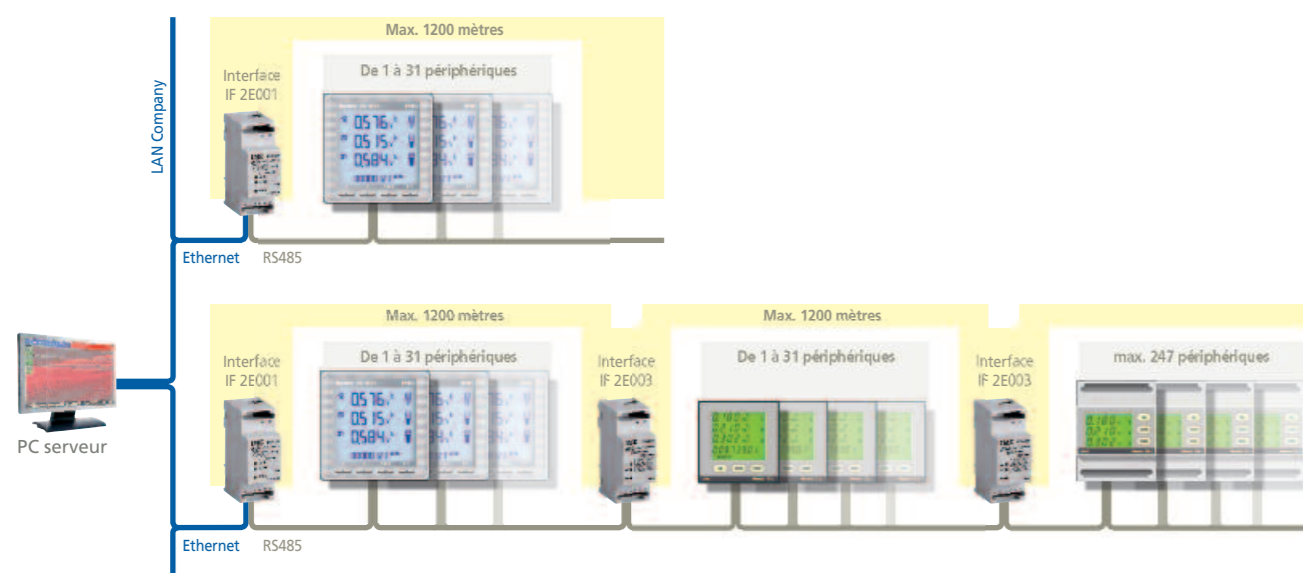 Max. 1200 mètres
De 1 à 31 périphériques
Interface
IF 2E001
LAN Company
Ethernet RS485
Max. 1200 mètres
Max. 1200 mètres
De 1 à 31 périphériques
De 1 à 31 périphériques
max. 247 périphériques
Interface
IF 2E001
Interface
IF 2E003
Interface
IF 2E003
PC serveur
Ethernet RS485